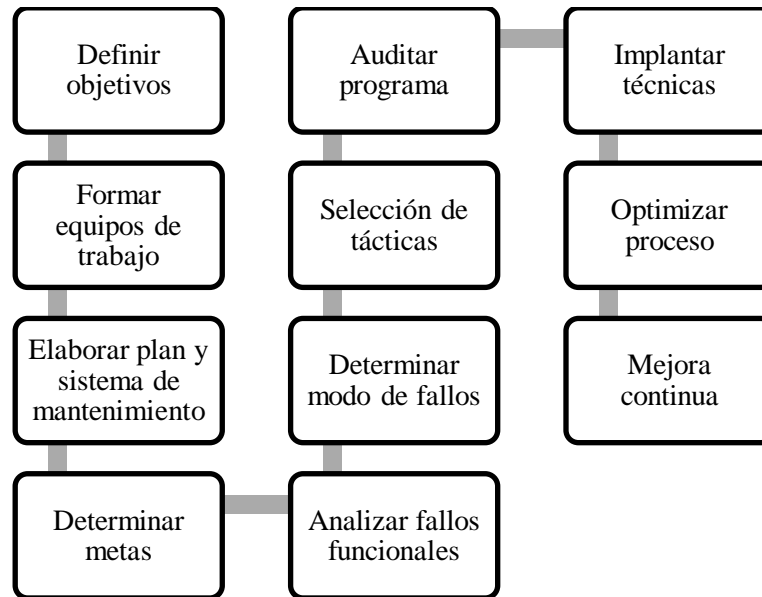 Definir
objetivos
Formar
equipos de
trabajo
Elaborar plan y
sistema de
mantenimiento
Determinar
metas
Analizar fallos
funcionales
Determinar
modo de fallos
Selección de
tácticas
Auditar
programa
Implantar
técnicas
Optimizar
proceso
Mejora
continua